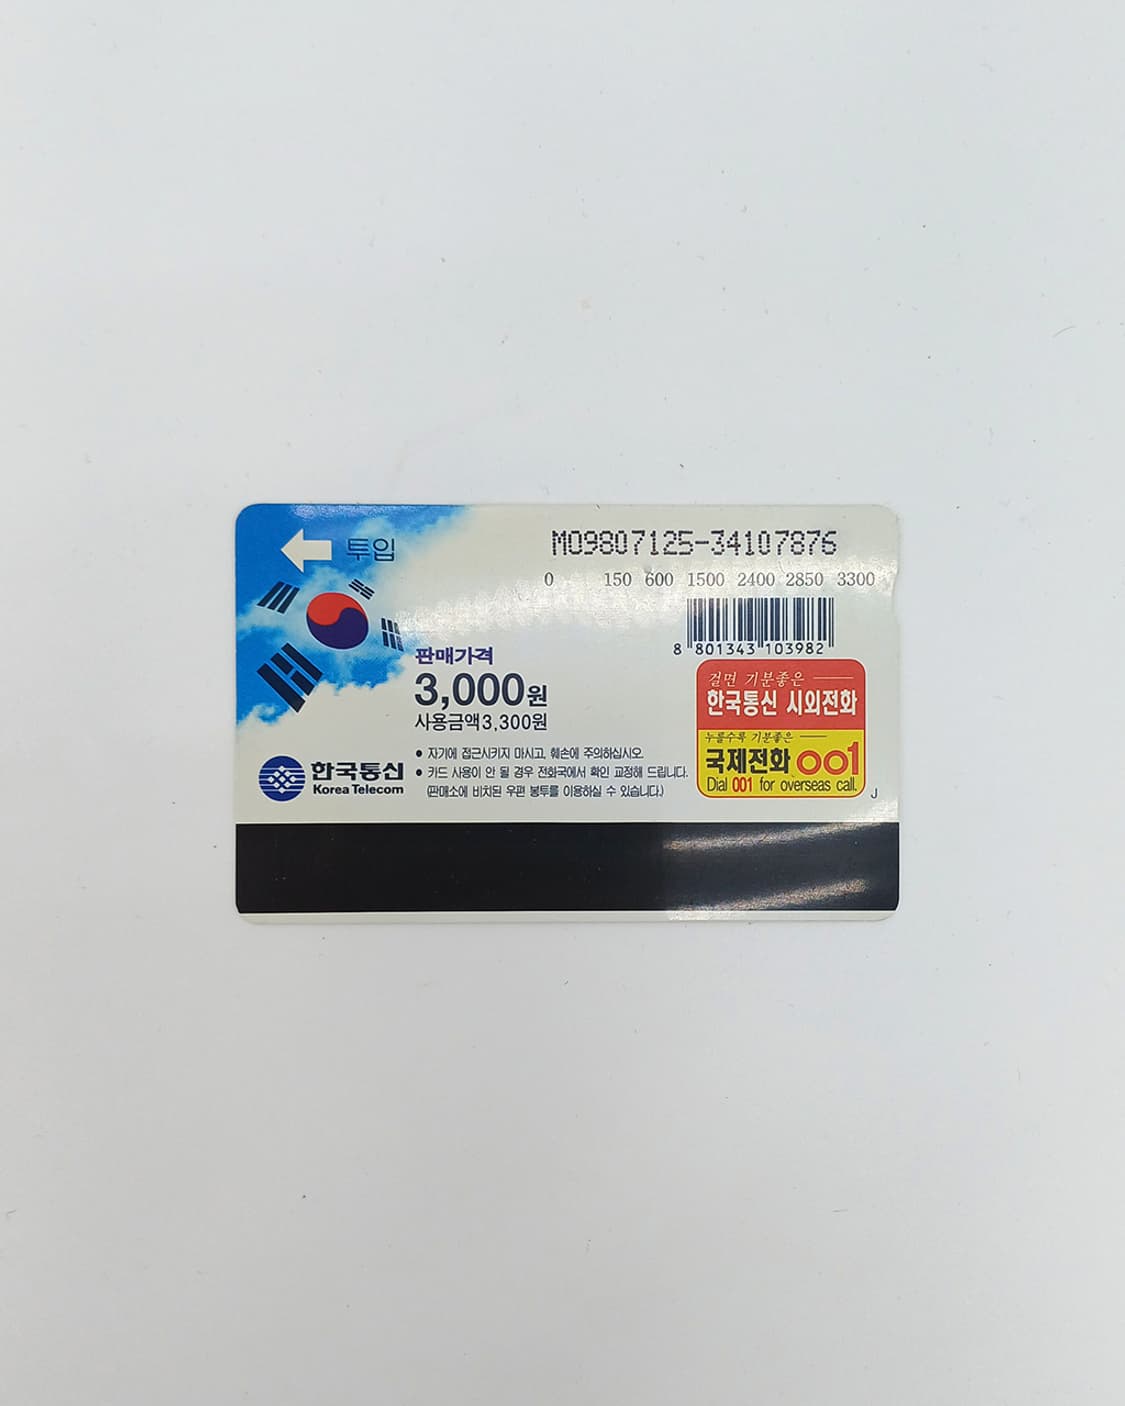 투입
MO9807125-34107876
0 150 600 1500 2400 2850 3300
8 801343 103982
판매가격
3,000원
사용금액3,300원
• 자기에 접근시키지 마시고, 훼손에 주의하십시오.
• 카드 사용이 안 될 경우 전화국에서 확인 교정해 드립니다.
(판매소에 비치된 우편 봉투를 이용하실 수 있습니다.)
한국통신
Korea Telecom
걸면 기분좋은
한국통신 시외전화
누를수록 기분좋은
국제전화 001
Dial 001 for overseas call.
J